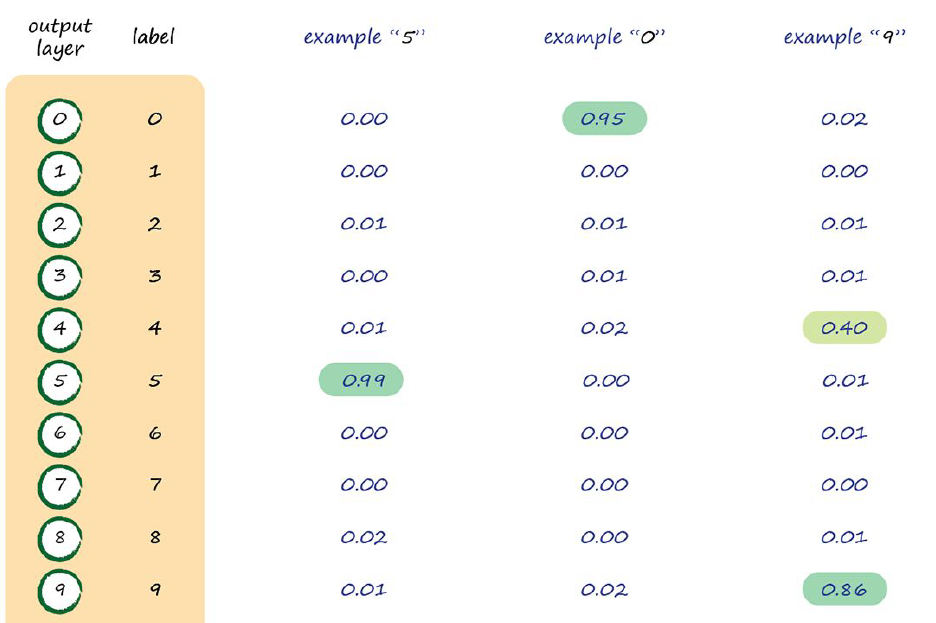 output layer label example “5” example “0” example “9”
0 0 0.00 0.95 0.02
1 1 0.00 0.00 0.00
2 2 0.01 0.01 0.01
3 3 0.00 0.01 0.01
4 4 0.01 0.02 0.40
5 5 0.99 0.00 0.01
6 6 0.00 0.00 0.01
7 7 0.00 0.00 0.00
8 8 0.02 0.00 0.01
9 9 0.01 0.02 0.86